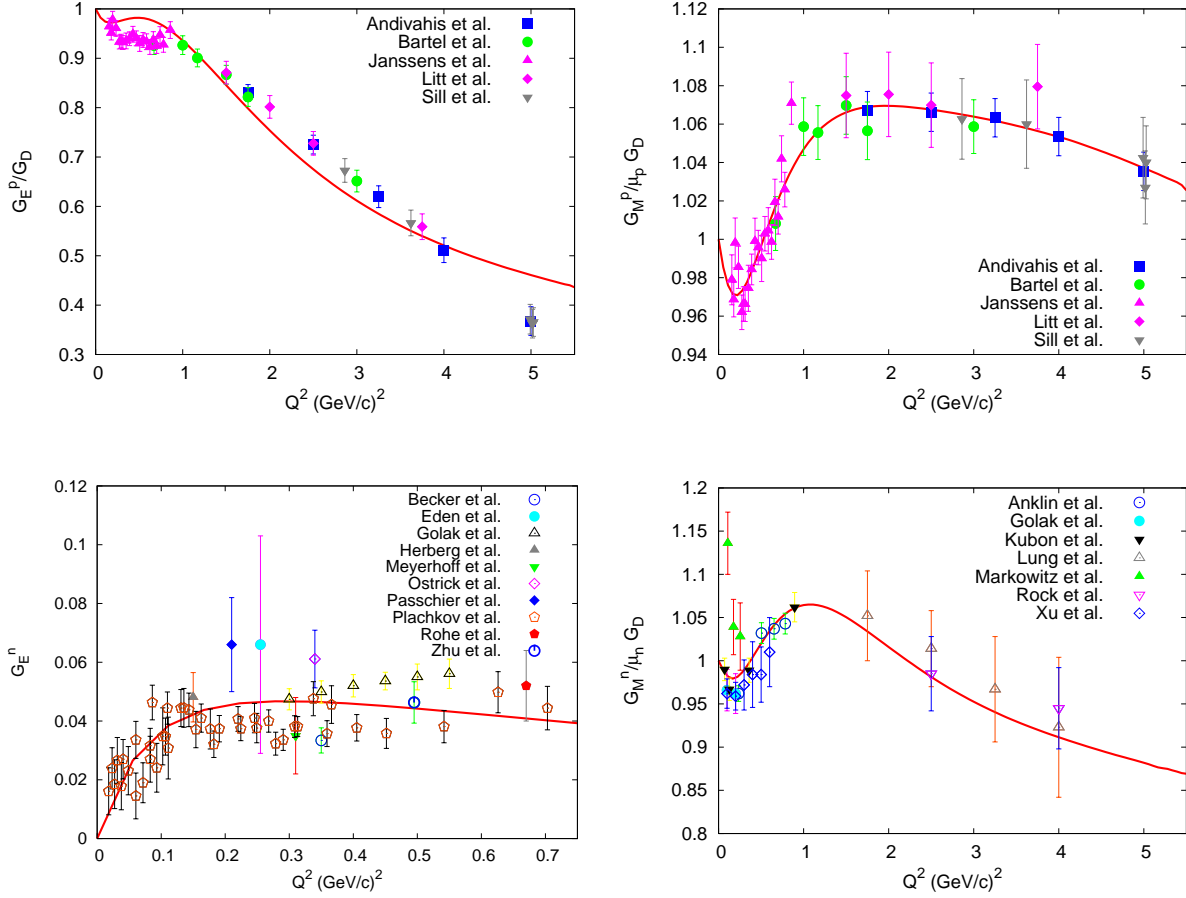 1
0.9
0.8
0.7
0.6
0.5
0.4
0.3
0 1 2 3 4 5
G_E^p/G_D
Q^2 (GeV/c)^2
Andivahis et al.
Bartel et al.
Janssens et al.
Litt et al.
Sill et al.
1.12
1.1
1.08
1.06
1.04
1.02
1
0.98
0.96
0.94
0 1 2 3 4 5
G_M^p/μ_p G_D
Q^2 (GeV/c)^2
Andivahis et al.
Bartel et al.
Janssens et al.
Litt et al.
Sill et al.
0.12
0.1
0.08
0.06
0.04
0.02
0
0 0.1 0.2 0.3 0.4 0.5 0.6 0.7
G_E^n
Q^2 (GeV/c)^2
Becker et al.
Eden et al.
Golak et al.
Herberg et al.
Meyerhoff et al.
Ostrick et al.
Passchier et al.
Plachkov et al.
Rohe et al.
Zhu et al.
1.2
1.15
1.1
1.05
1
0.95
0.9
0.85
0.8
0 1 2 3 4 5
G_M^n/μ_n G_D
Q^2 (GeV/c)^2
Anklin et al.
Golak et al.
Kubon et al.
Lung et al.
Markowitz et al.
Rock et al.
Xu et al.